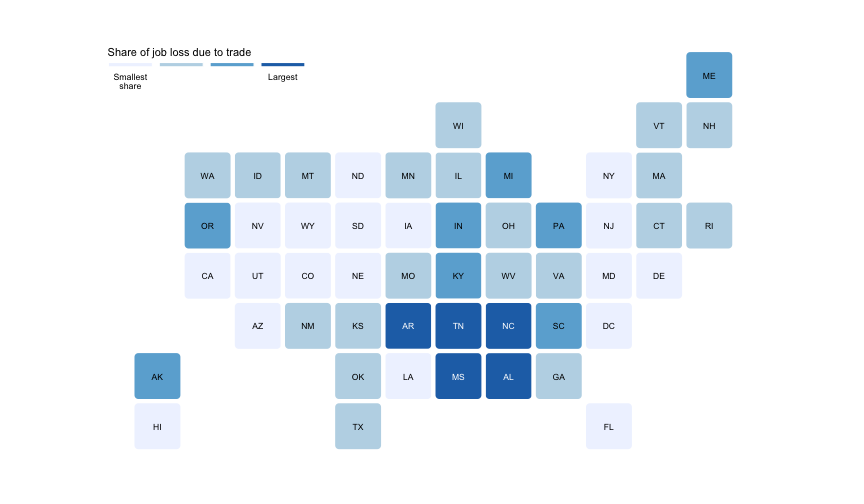 Share of job loss due to trade
Smallest
share
Largest
ME
WI
VT
NH
WA
ID
MT
ND
MN
IL
MI
NY
MA
OR
NV
WY
SD
IA
IN
OH
PA
NJ
CT
RI
CA
UT
CO
NE
MO
KY
WV
VA
MD
DE
AZ
NM
KS
AR
TN
NC
SC
DC
AK
OK
LA
MS
AL
GA
HI
TX
FL